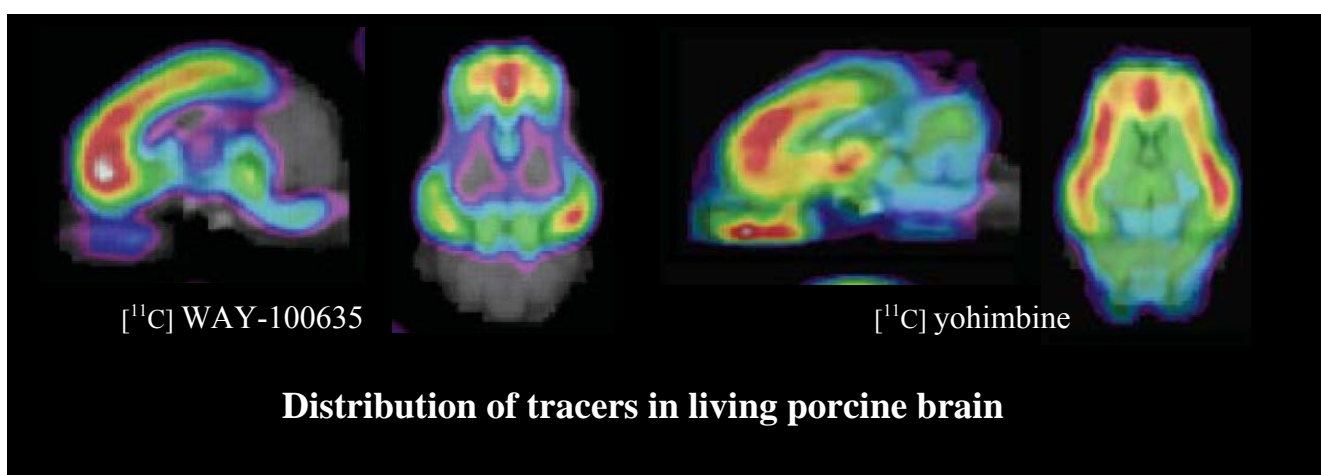 [¹¹C] WAY-100635
[¹¹C] yohimbine
Distribution of tracers in living porcine brain